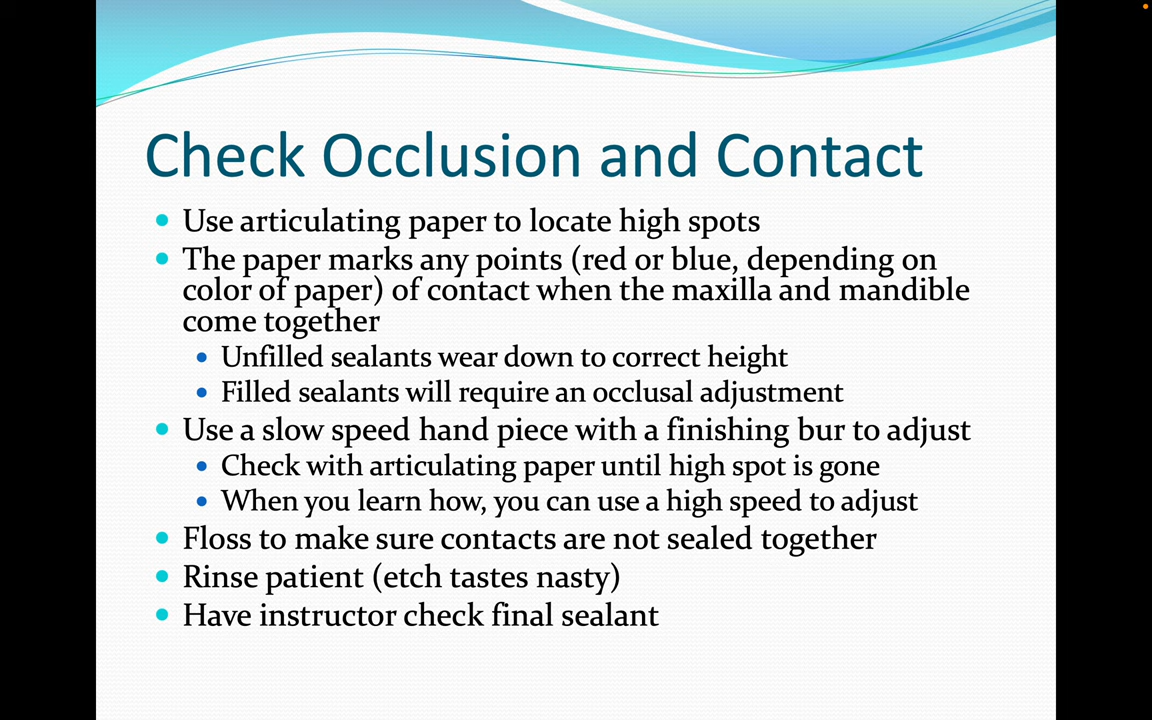 Check Occlusion and Contact
Use articulating paper to locate high spots
The paper marks any points (red or blue, depending on
color of paper) of contact when the maxilla and mandible
come together
Unfilled sealants wear down to correct height
Filled sealants will require an occlusal adjustment
Use a slow speed hand piece with a finishing bur to adjust
Check with articulating paper until high spot is gone
When you learn how, you can use a high speed to adjust
Floss to make sure contacts are not sealed together
Rinse patient (etch tastes nasty)
Have instructor check final sealant